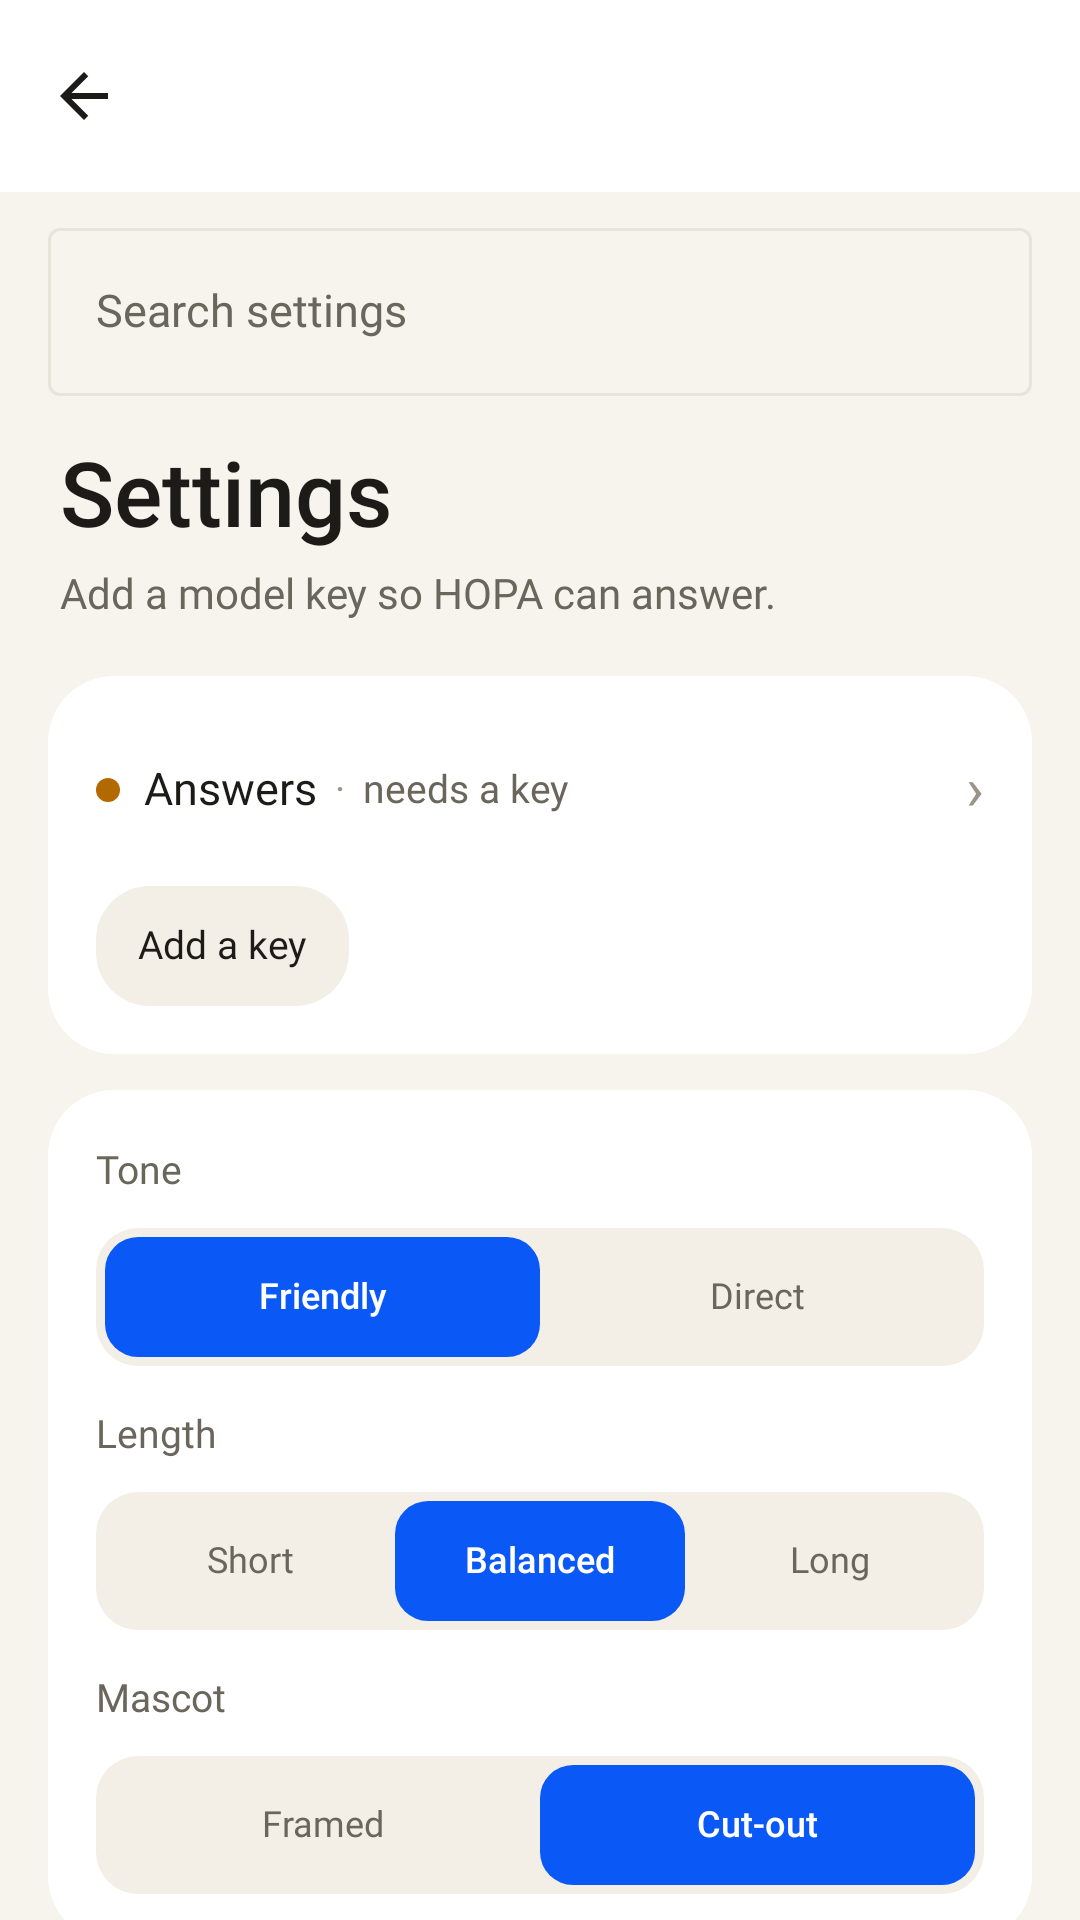 Search settings
Settings
Add a model key so HOPA can answer.
Answers · needs a key ›
Add a key
Tone
Friendly Direct
Length
Short Balanced Long
Mascot
Framed Cut-out